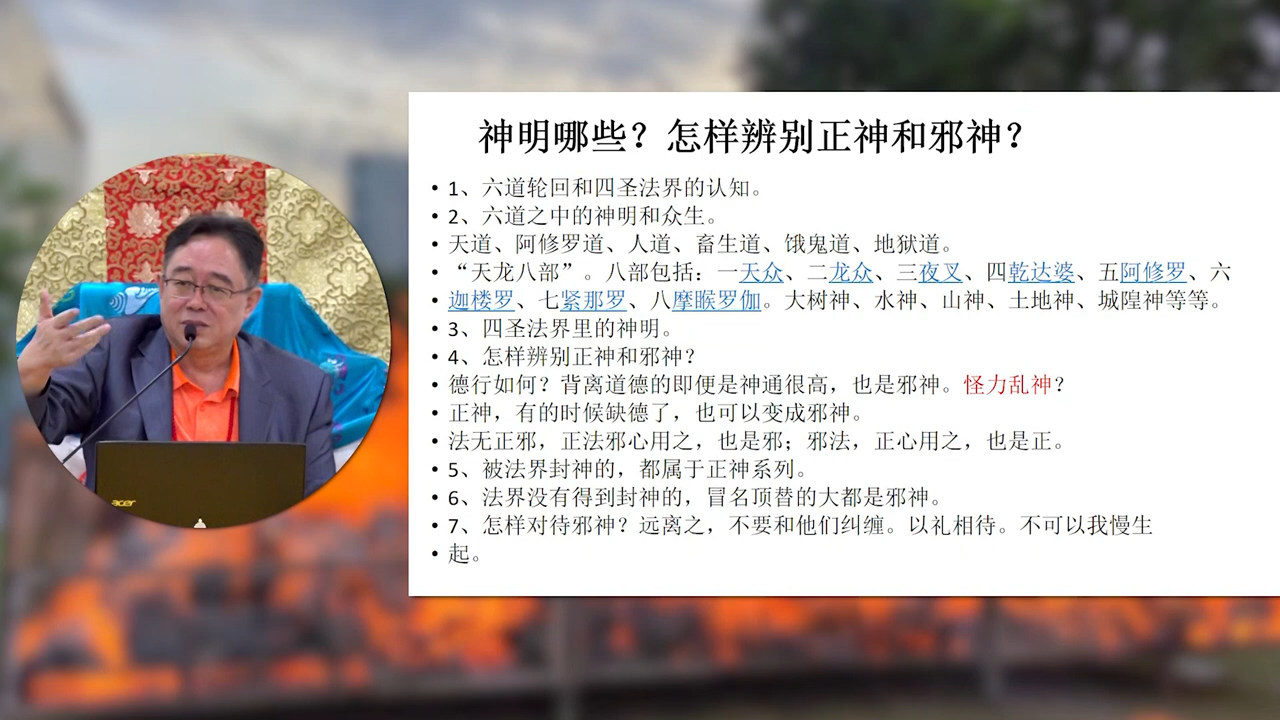 神明哪些？怎样辨别正神和邪神？
• 1、六道轮回和四圣法界的认知。
• 2、六道之中的神明和众生。
• 天道、阿修罗道、人道、畜生道、饿鬼道、地狱道。
• “天龙八部”。八部包括：一天众、二龙众、三夜叉、四乾达婆、五阿修罗、六
• 迦楼罗、七紧那罗、八摩睺罗伽。大树神、水神、山神、土地神、城隍神等等。
• 3、四圣法界里的神明。
• 4、怎样辨别正神和邪神？
• 德行如何？背离道德的即便是神通很高，也是邪神。怪力乱神？
• 正神，有的时候缺德了，也可以变成邪神。
• 法无正邪，正法邪心用之，也是邪；邪法，正心用之，也是正。
• 5、被法界封神的，都属于正神系列。
• 6、法界没有得到封神的，冒名顶替的大都是邪神。
• 7、怎样对待邪神？远离之，不要和他们纠缠。以礼相待。不可以我慢生
• 起。
acer